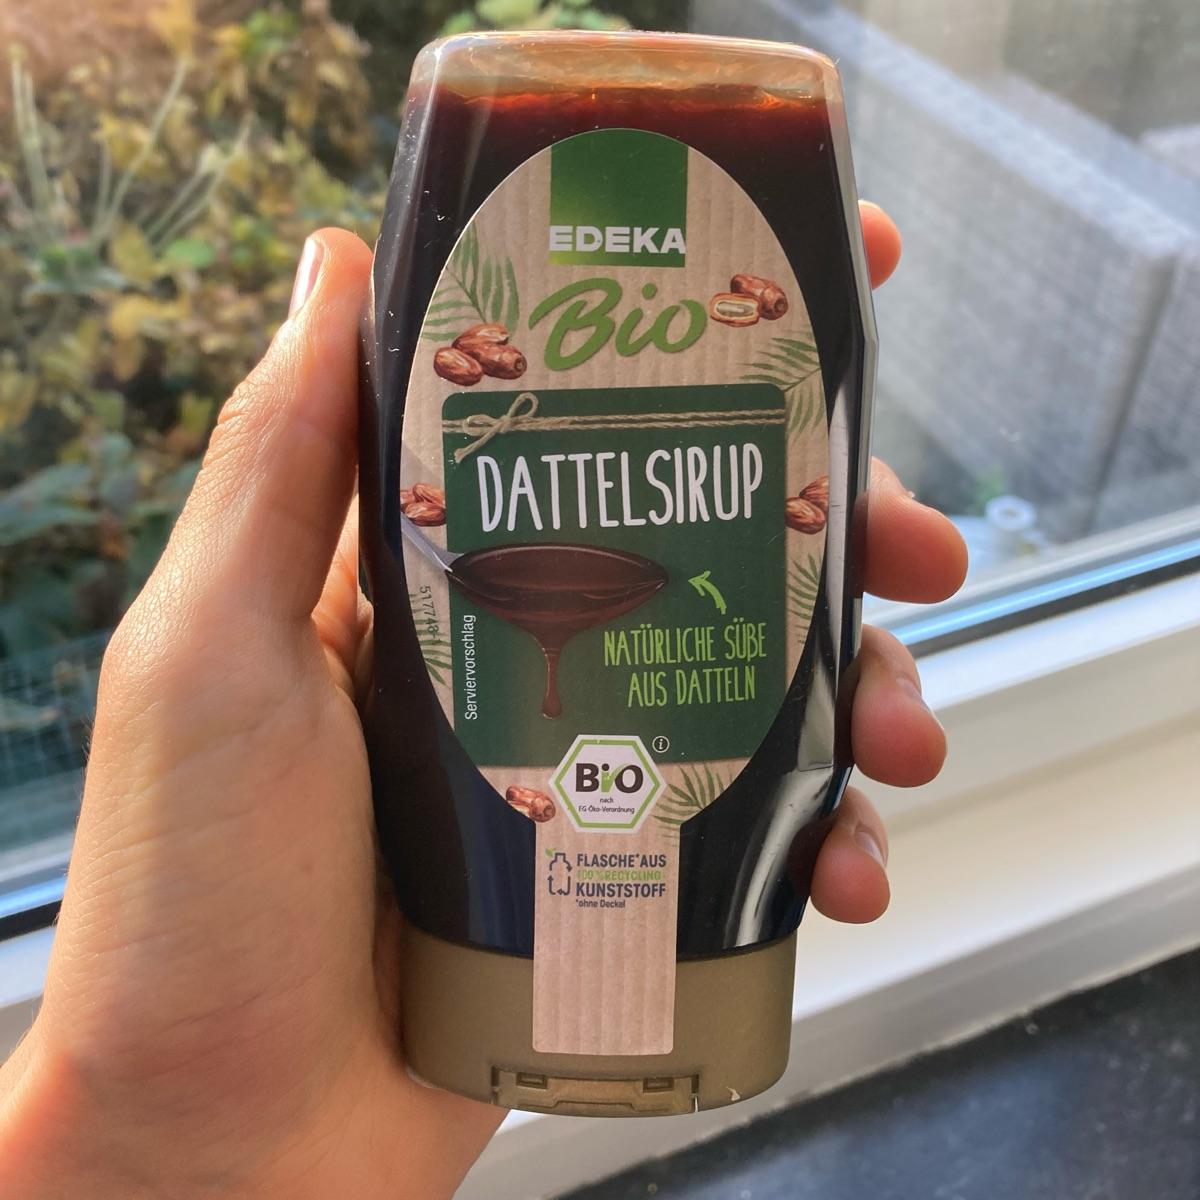 EDEKA
Bio
DATTELSIRUP
NATÜRLICHE SÜßE
AUS DATTELN
Serviervorschlag
BiO
nach
EG-Öko-Verordnung
FLASCHE*AUS
100% RECYCLING
KUNSTSTOFF
*ohne Deckel